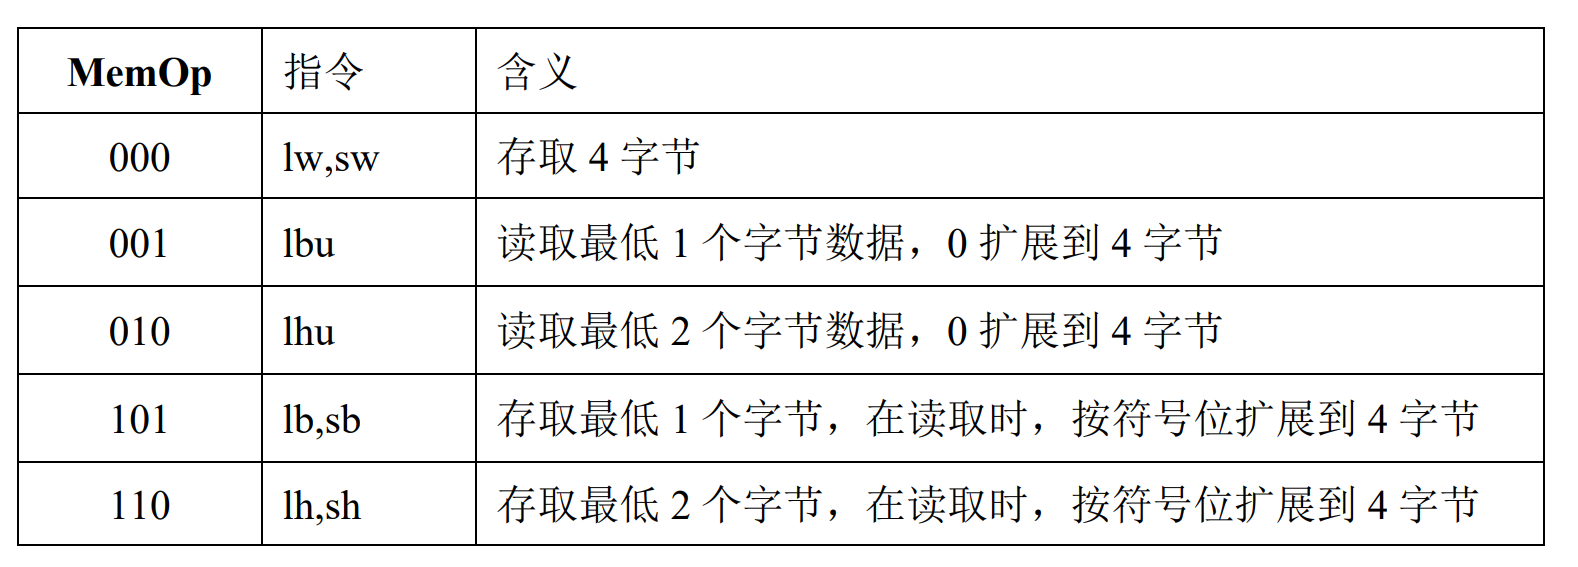 MemOp 指令 含义
000 lw,sw 存取 4 字节
001 lbu 读取最低 1 个字节数据，0 扩展到 4 字节
010 lhu 读取最低 2 个字节数据，0 扩展到 4 字节
101 lb,sb 存取最低 1 个字节，在读取时，按符号位扩展到 4 字节
110 lh,sh 存取最低 2 个字节，在读取时，按符号位扩展到 4 字节